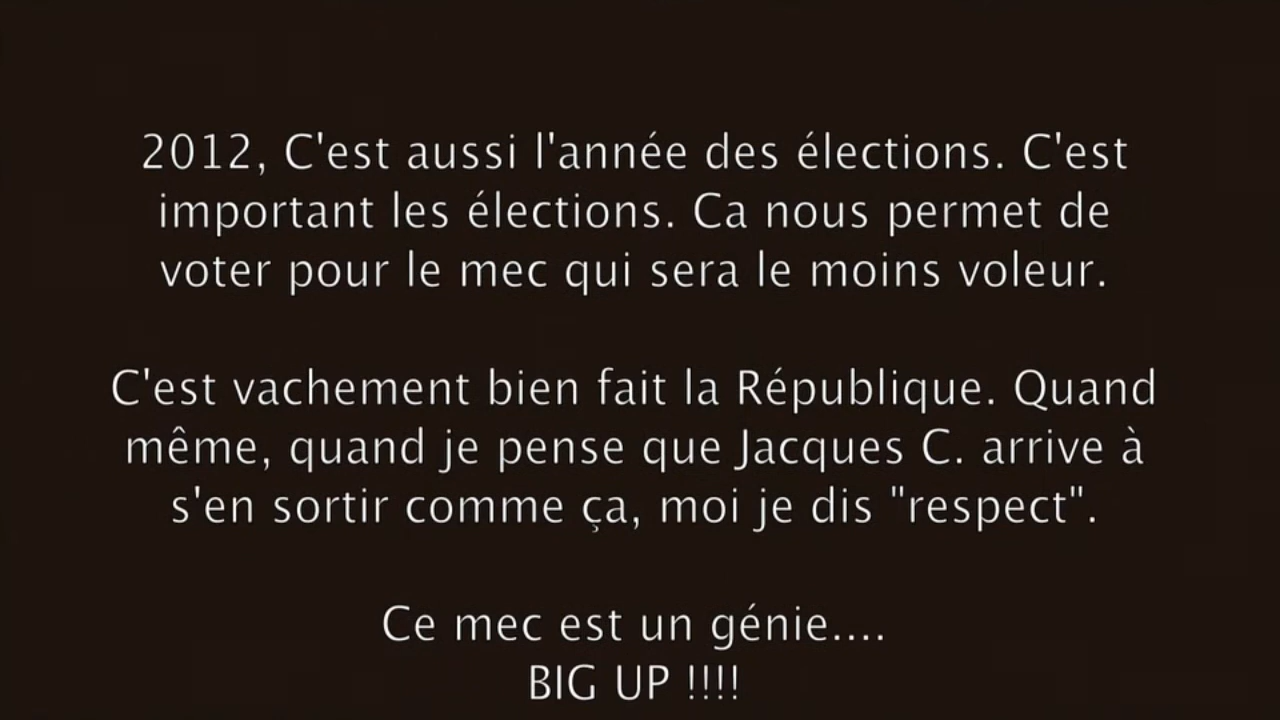 2012, C'est aussi l'année des élections. C'est
important les élections. Ca nous permet de
voter pour le mec qui sera le moins voleur.
C'est vachement bien fait la République. Quand
même, quand je pense que Jacques C. arrive à
s'en sortir comme ça, moi je dis "respect".
Ce mec est un génie....
BIG UP !!!!